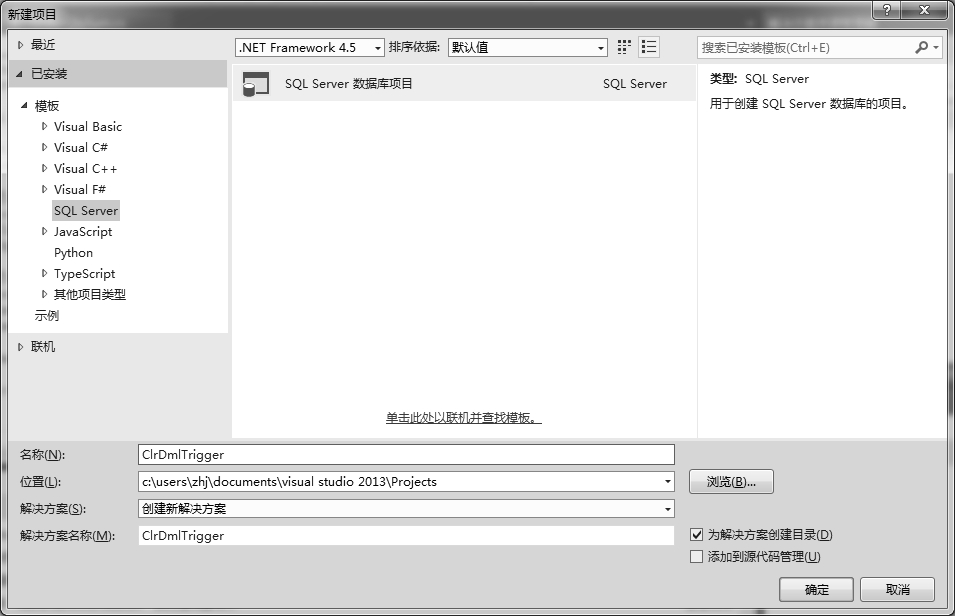 新建项目
最近
.NET Framework 4.5
排序依据:
默认值
搜索已安装模板(Ctrl+E)
已安装
模板
Visual Basic
Visual C#
Visual C++
Visual F#
SQL Server
JavaScript
Python
TypeScript
其他项目类型
示例
联机
SQL Server 数据库项目
SQL Server
单击此处以联机并查找模板。
类型: SQL Server
用于创建 SQL Server 数据库的项目。
名称(N):
ClrDmlTrigger
位置(L):
c:\users\zhj\documents\visual studio 2013\Projects
浏览(B)...
解决方案(S):
创建新解决方案
解决方案名称(M):
ClrDmlTrigger
为解决方案创建目录(D)
添加到源代码管理(U)
确定
取消